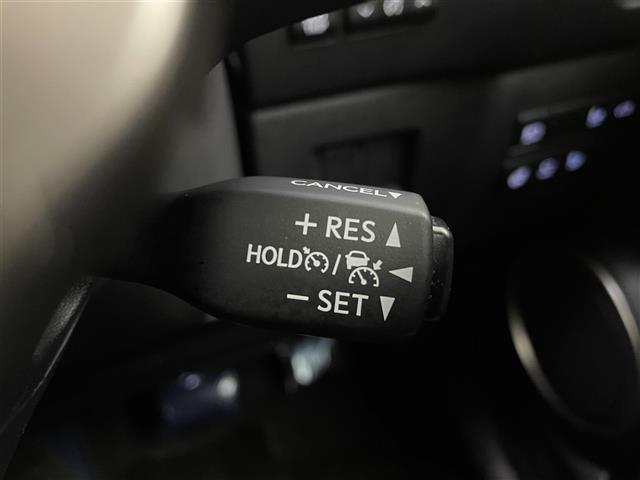 CANCEL▼
+ RES ▲
HOLD / ◀
− SET ▼